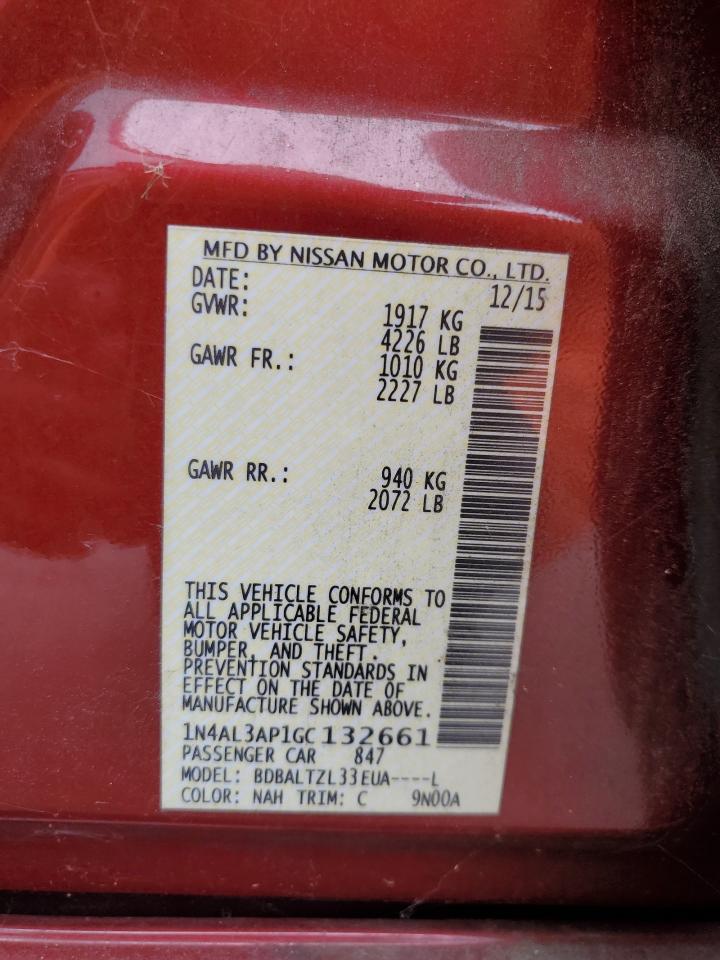 MFD BY NISSAN MOTOR CO., LTD.
DATE: 12/15
GVWR: 1917 KG
4226 LB
GAWR FR.: 1010 KG
2227 LB
GAWR RR.: 940 KG
2072 LB
THIS VEHICLE CONFORMS TO
ALL APPLICABLE FEDERAL
MOTOR VEHICLE SAFETY,
BUMPER, AND THEFT.
PREVENTION STANDARDS IN
EFFECT ON THE DATE OF
MANUFACTURE SHOWN ABOVE.
1N4AL3AP1GC132661
PASSENGER CAR 847
MODEL: BDBALTZL33EUA----L
COLOR: NAH TRIM: C 9N00A